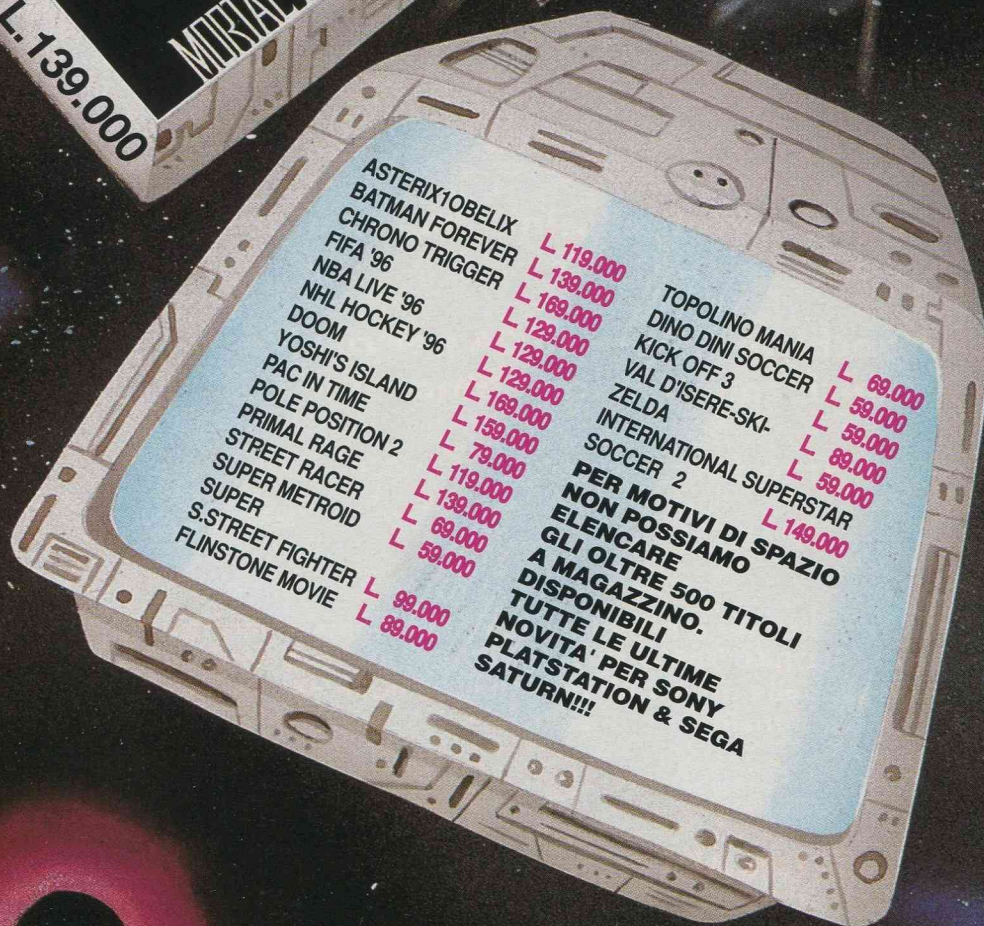 L. 139.000
MORTAL
ASTERIX1OBELIX L 119.000
BATMAN FOREVER L 139.000
CHRONO TRIGGER L 169.000
FIFA '96 L 129.000
NBA LIVE '96 L 129.000
NHL HOCKEY '96 L 129.000
DOOM L 169.000
YOSHI'S ISLAND L 159.000
PAC IN TIME L 79.000
POLE POSITION 2 L 119.000
PRIMAL RAGE L 139.000
STREET RACER L 69.000
SUPER METROID L 59.000
SUPER
S.STREET FIGHTER L 99.000
FLINSTONE MOVIE L 89.000
TOPOLINO MANIA L 69.000
DINO DINI SOCCER L 59.000
KICK OFF 3 L 59.000
VAL D'ISERE-SKI- L 89.000
ZELDA L 59.000
INTERNATIONAL SUPERSTAR
SOCCER 2 L 149.000
PER MOTIVI DI SPAZIO
NON POSSIAMO
ELENCARE
GLI OLTRE 500 TITOLI
A MAGAZZINO.
DISPONIBILI
TUTTE LE ULTIME
NOVITA' PER SONY
PLATSTATION & SEGA
SATURN!!!